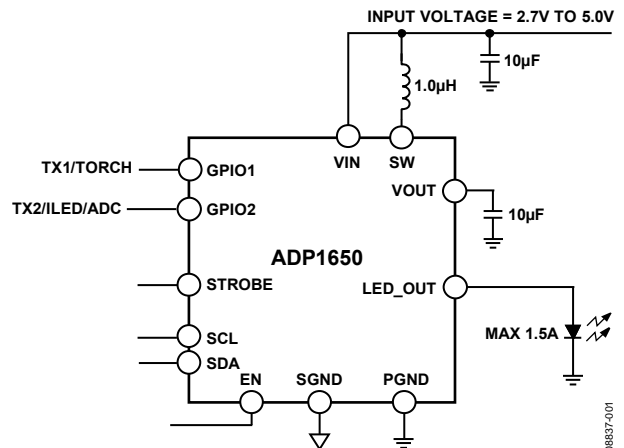 INPUT VOLTAGE = 2.7V TO 5.0V
10µF
1.0µH
VIN
SW
TX1/TORCH
GPIO1
VOUT
TX2/ILED/ADC
GPIO2
10µF
ADP1650
STROBE
LED_OUT
SCL
MAX 1.5A
SDA
EN
SGND
PGND
08837-001